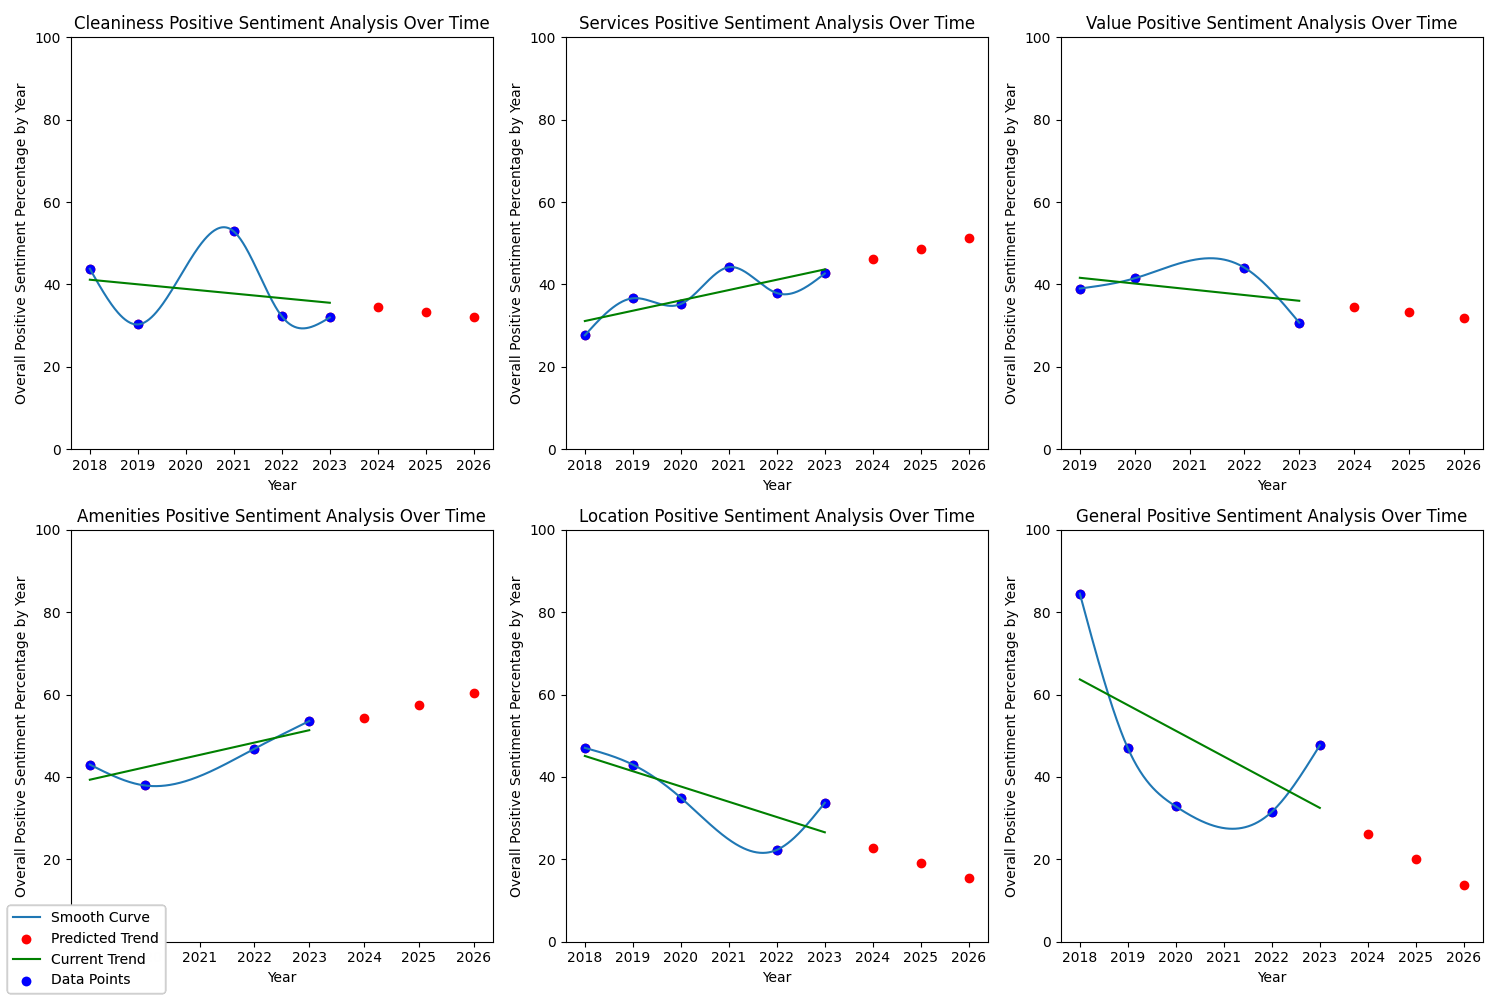 Cleaniness Positive Sentiment Analysis Over Time
Overall Positive Sentiment Percentage by Year
100
80
60
40
20
0
2018 2019 2020 2021 2022 2023 2024 2025 2026
Year
Services Positive Sentiment Analysis Over Time
Overall Positive Sentiment Percentage by Year
100
80
60
40
20
0
2018 2019 2020 2021 2022 2023 2024 2025 2026
Year
Value Positive Sentiment Analysis Over Time
Overall Positive Sentiment Percentage by Year
100
80
60
40
20
0
2019 2020 2021 2022 2023 2024 2025 2026
Year
Amenities Positive Sentiment Analysis Over Time
Overall Positive Sentiment Percentage by Year
100
80
60
40
20
2021 2022 2023 2024 2025 2026
Year
Smooth Curve
Predicted Trend
Current Trend
Data Points
Location Positive Sentiment Analysis Over Time
Overall Positive Sentiment Percentage by Year
100
80
60
40
20
0
2018 2019 2020 2021 2022 2023 2024 2025 2026
Year
General Positive Sentiment Analysis Over Time
Overall Positive Sentiment Percentage by Year
100
80
60
40
20
0
2018 2019 2020 2021 2022 2023 2024 2025 2026
Year